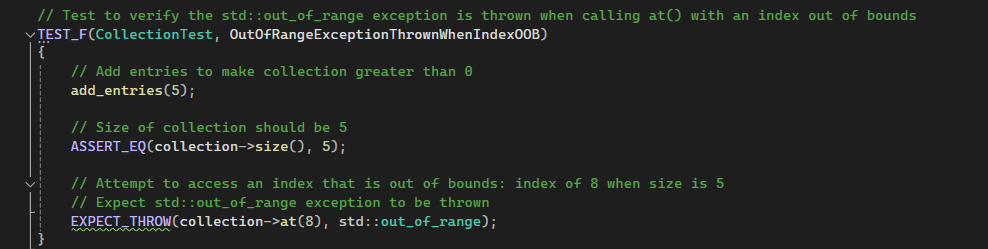 // Test to verify the std::out_of_range exception is thrown when calling at() with an index out of bounds
TEST_F(CollectionTest, OutOfRangeExceptionThrownWhenIndexOOB)
{
    // Add entries to make collection greater than 0
    add_entries(5);

    // Size of collection should be 5
    ASSERT_EQ(collection->size(), 5);

    // Attempt to access an index that is out of bounds: index of 8 when size is 5
    // Expect std::out_of_range exception to be thrown
    EXPECT_THROW(collection->at(8), std::out_of_range);
}